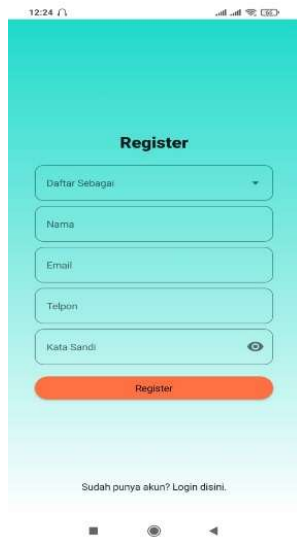 12:24
Register
Daftar Sebagai
Nama
Email
Telpon
Kata Sandi
Register
Sudah punya akun? Login disini.